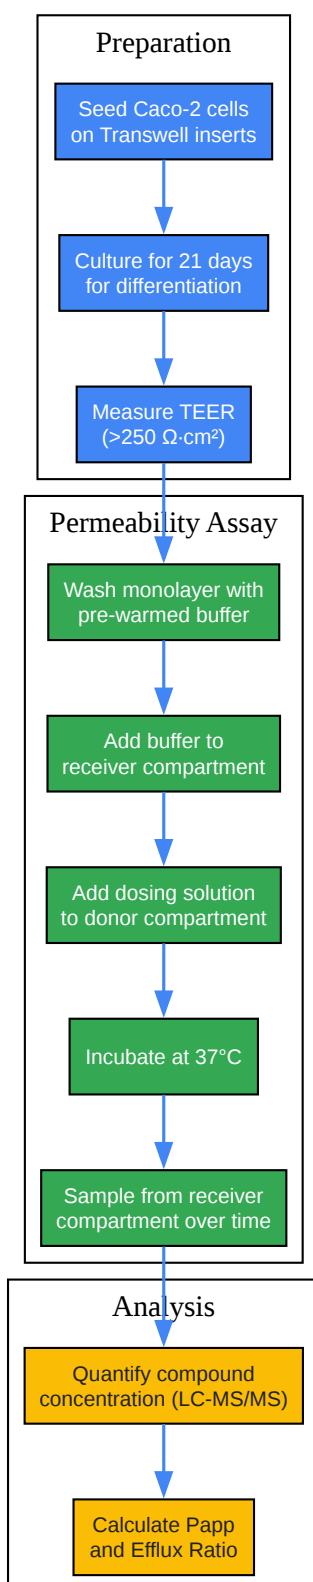 Preparation
Seed Caco-2 cells
on Transwell inserts
Culture for 21 days
for differentiation
Measure TEER
(>250 Ω·cm²)
Permeability Assay
Wash monolayer with
pre-warmed buffer
Add buffer to
receiver compartment
Add dosing solution
to donor compartment
Incubate at 37°C
Sample from receiver
compartment over time
Analysis
Quantify compound
concentration (LC-MS/MS)
Calculate Papp
and Efflux Ratio